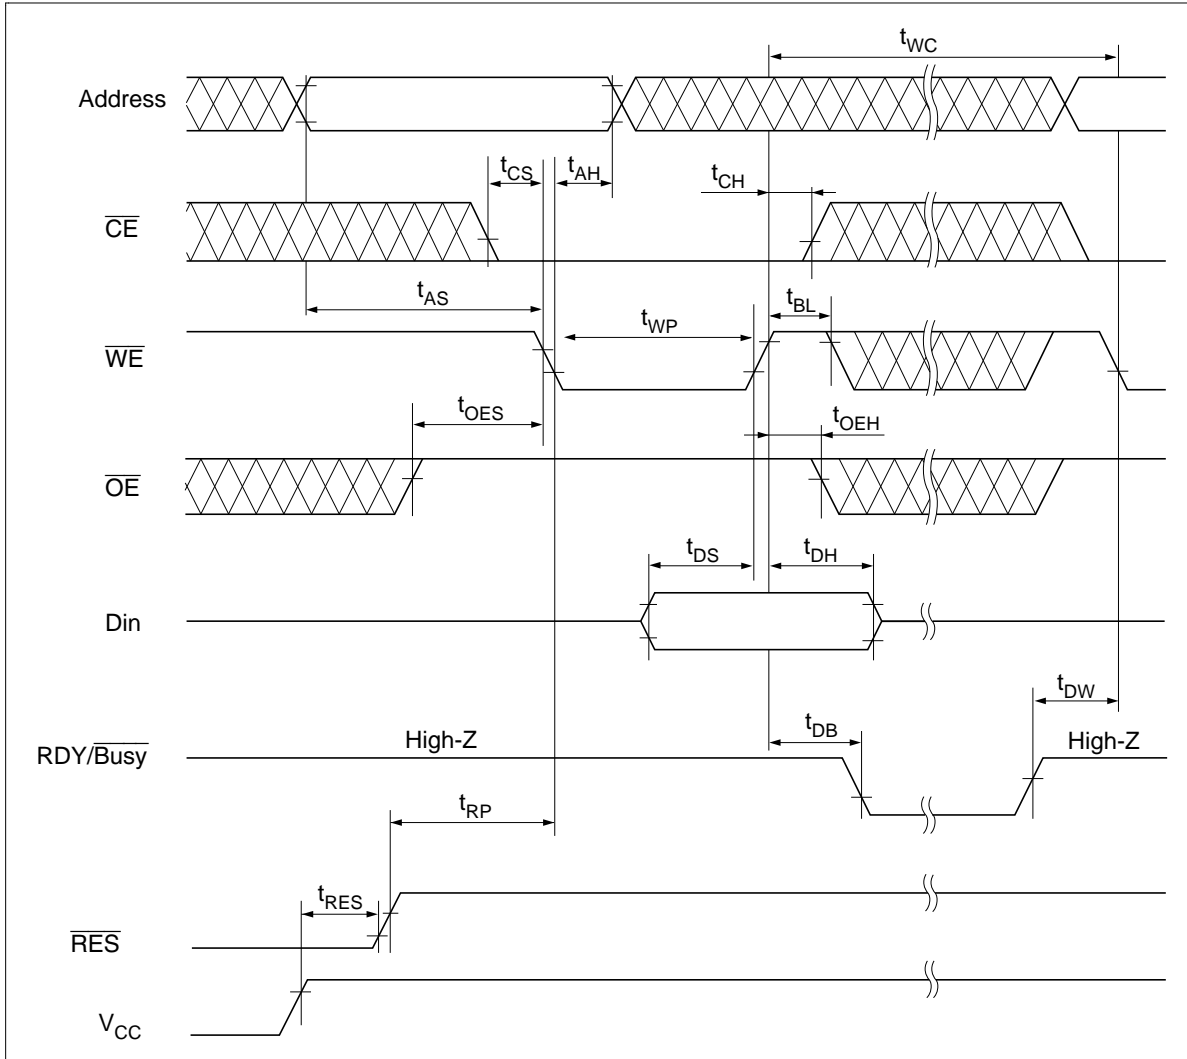 tWC
Address
tCS
tAH
tCH
CE
tAS
tWP
tBL
WE
tOES
tOEH
OE
tDS
tDH
Din
tDW
tDB
High-Z
High-Z
RDY/Busy
tRP
tRES
RES
VCC